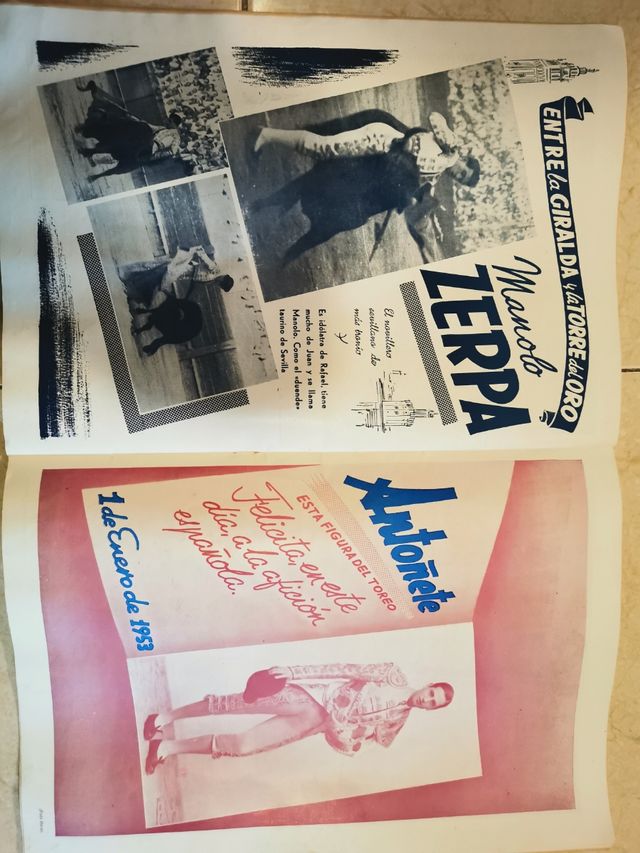 ENTRE la GIRALDA y la TORRE del ORO
Manolo
ZERPA
El novillero
sevillano de
más tronío
y
Es idólatra de Rafael, tiene
mucho de Juan y se llama
Manolo. Como el «duende»
taurino de Sevilla
Antoñete
ESTA FIGURA DEL TOREO
Felicita, en este
día, a la afición
española.
1 de Enero de 1953